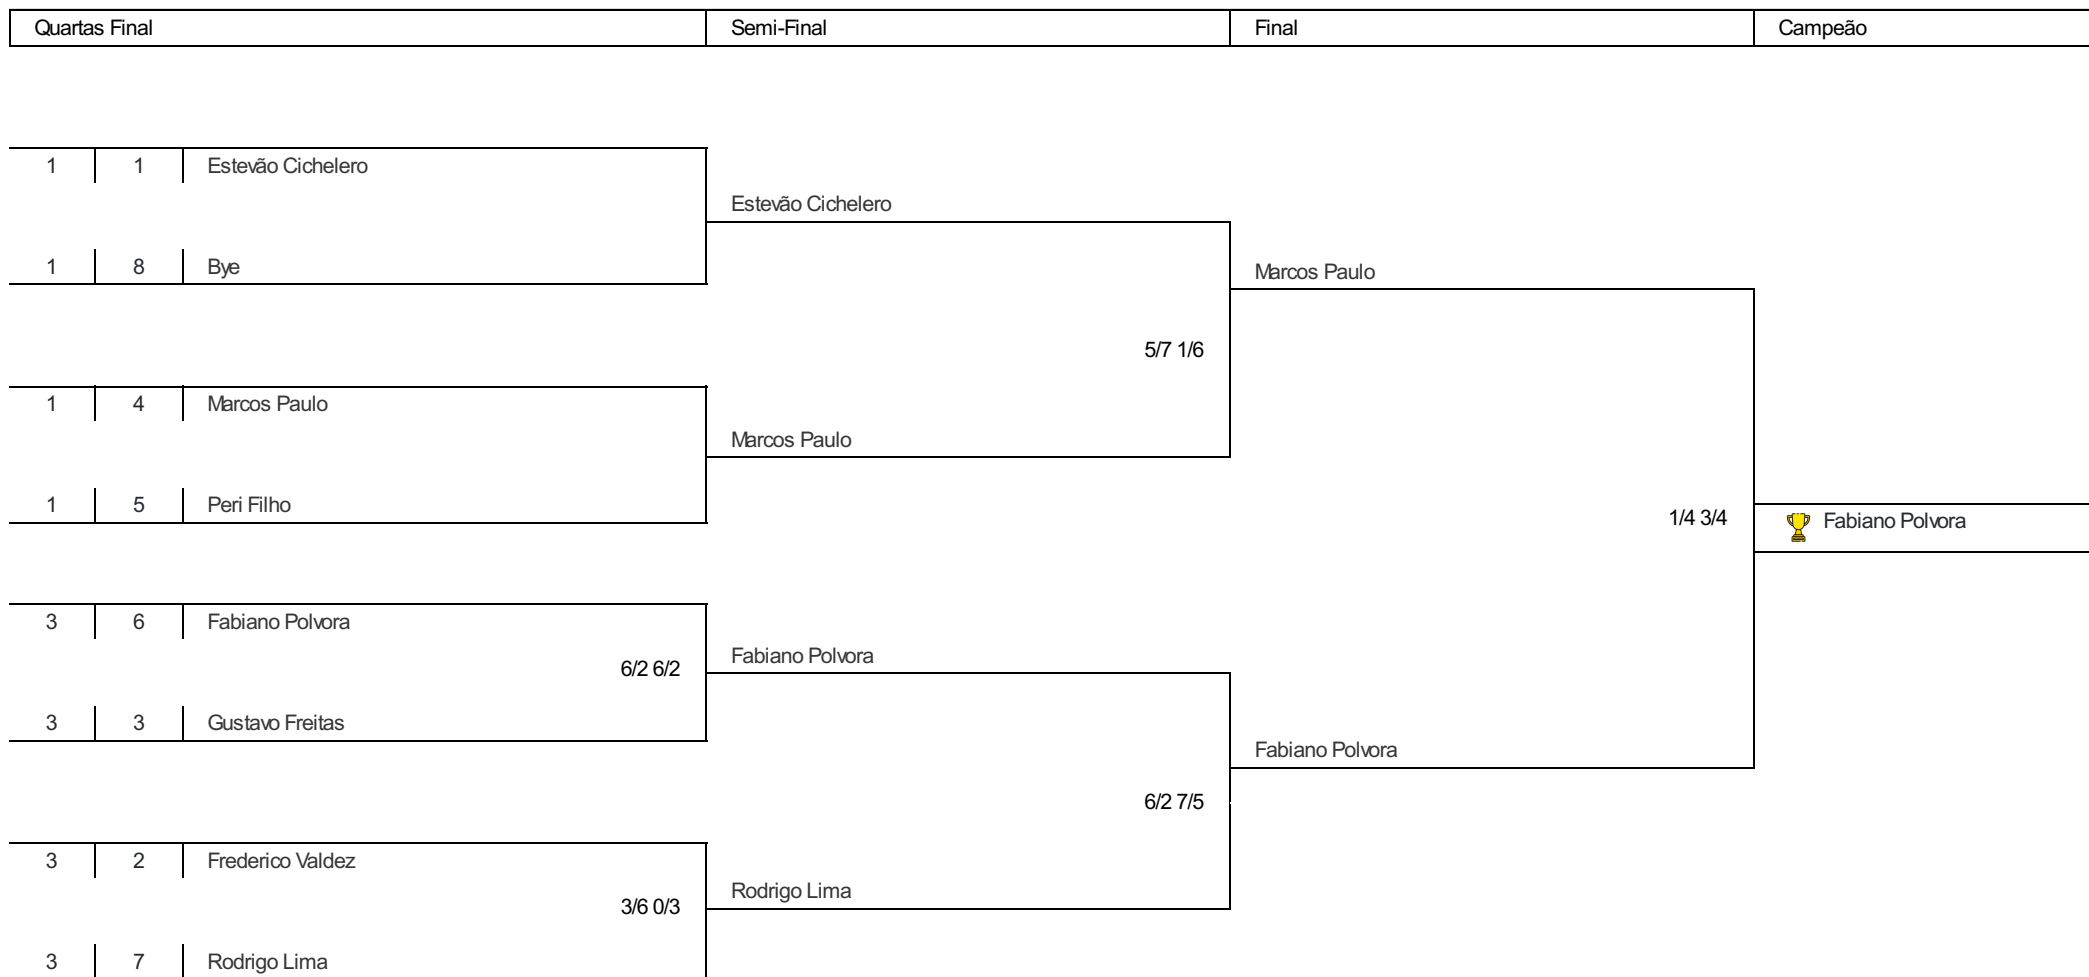 Quartas Final Semi-Final Final Campeão
1 1 Estevão Cichelero
Estevão Cichelero
1 8 Bye
Marcos Paulo
5/7 1/6
1 4 Marcos Paulo
Marcos Paulo
1 5 Peri Filho
1/4 3/4
Fabiano Polvora
3 6 Fabiano Polvora
Fabiano Polvora
6/2 6/2
3 3 Gustavo Freitas
Fabiano Polvora
6/2 7/5
3 2 Frederico Valdez
Rodrigo Lima
3/6 0/3
3 7 Rodrigo Lima